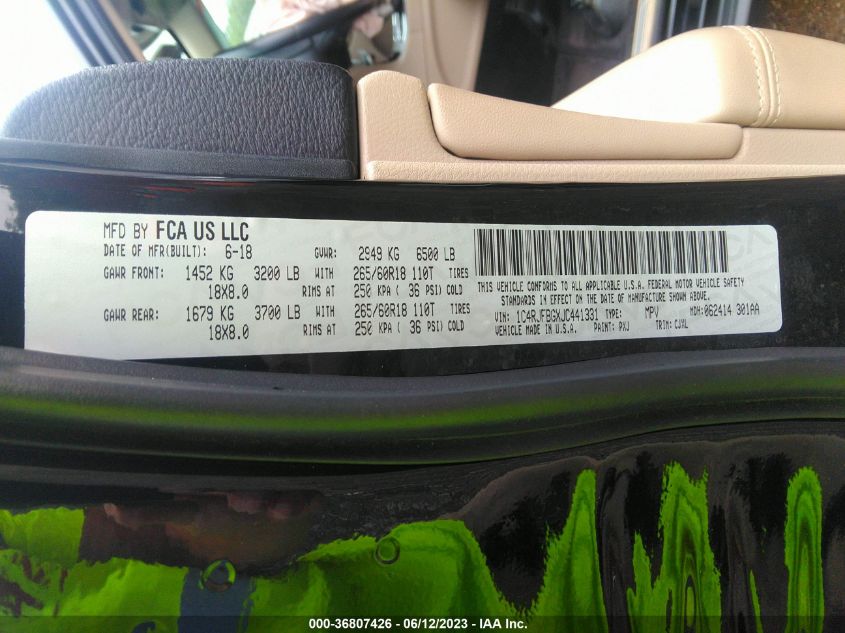 MFD BY FCA US LLC
DATE OF MFR(BUILT): 6-18 GVWR: 2949 KG 6500 LB
GAWR FRONT: 1452 KG 3200 LB WITH 265/60R18 110T TIRES
18X8.0 RIMS AT 250 KPA ( 36 PSI) COLD
GAWR REAR: 1679 KG 3700 LB WITH 265/60R18 110T TIRES
18X8.0 RIMS AT 250 KPA ( 36 PSI) COLD
THIS VEHICLE CONFORMS TO ALL APPLICABLE U.S.A. FEDERAL MOTOR VEHICLE SAFETY
STANDARDS IN EFFECT ON THE DATE OF MANUFACTURE SHOWN ABOVE.
VIN: 1C4RJFBGXJC441331 TYPE: MPV MDH: 062414 301AA
VEHICLE MADE IN U.S.A. PAINT: PXJ TRIM: CJXL
000-36807426 - 06/12/2023 - IAA Inc.